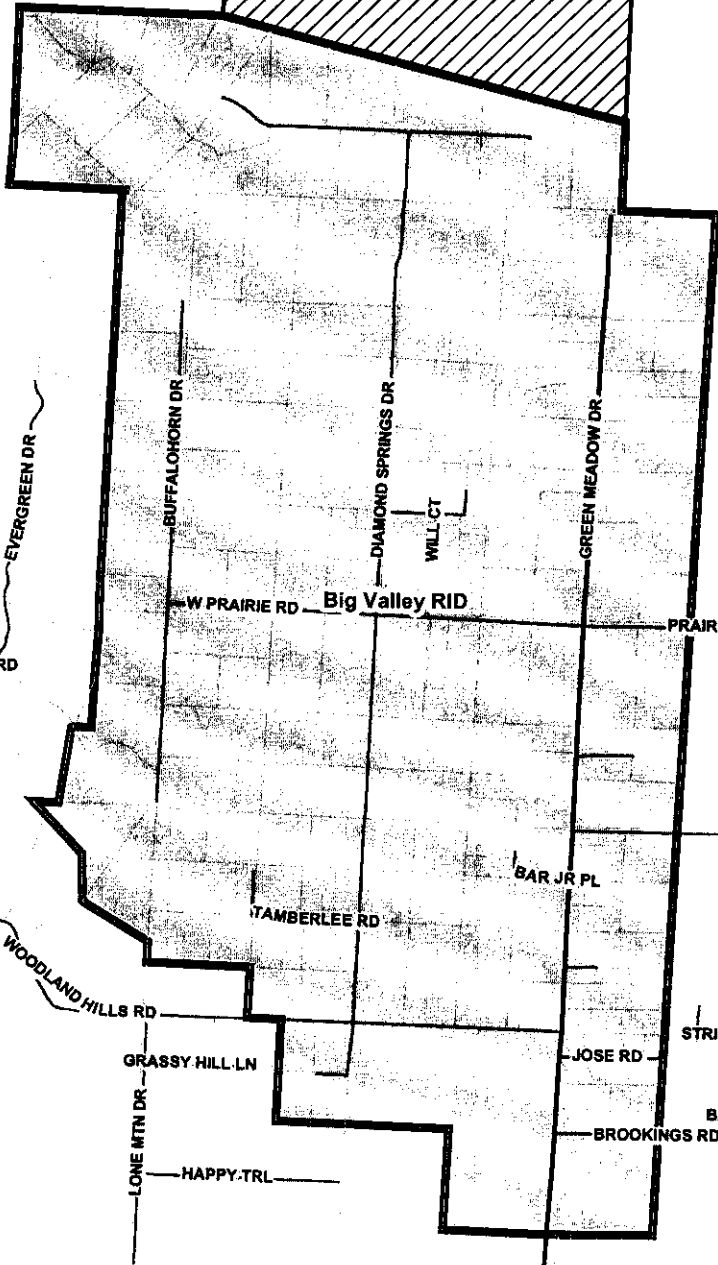 EVERGREEN DR
BUFFALOHORN DR
DIAMOND SPRINGS DR
GREEN MEADOW DR
WILL CT
W PRAIRIE RD
Big Valley RID
PRAIR
RD
BAR JR PL
TAMBERLEE RD
WOODLAND HILLS RD
STRI
GRASSY HILL LN
JOSE RD
LONE MTN DR
B
BROOKINGS RD
HAPPY TRL